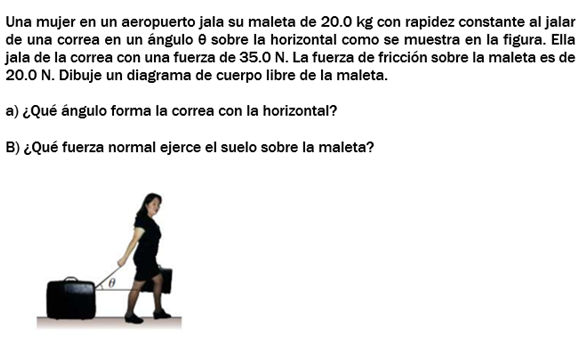 Una mujer en un aeropuerto jala su maleta de 20.0 kg con rapidez constante al jalar
de una correa en un ángulo θ sobre la horizontal como se muestra en la figura. Ella
jala de la correa con una fuerza de 35.0 N. La fuerza de fricción sobre la maleta es de
20.0 N. Dibuje un diagrama de cuerpo libre de la maleta.
a) ¿Qué ángulo forma la correa con la horizontal?
B) ¿Qué fuerza normal ejerce el suelo sobre la maleta?
θ